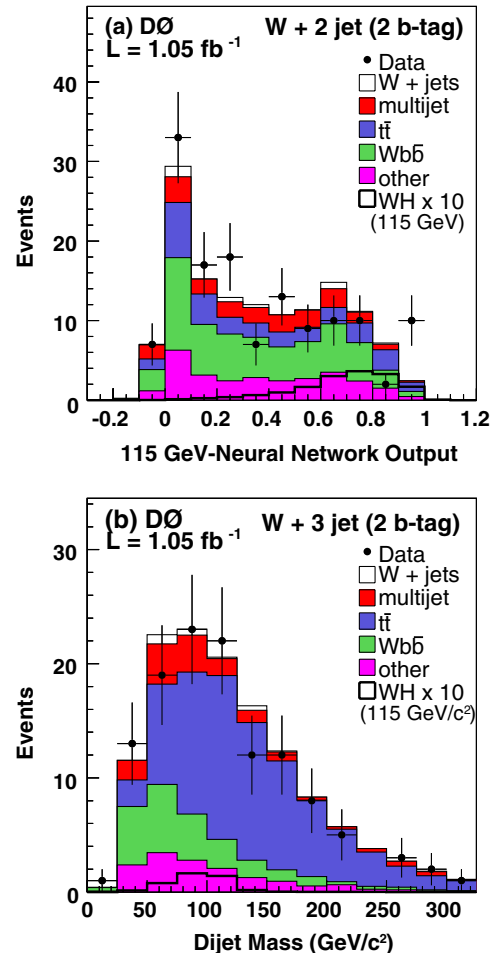 (a) DØ W + 2 jet (2 b-tag)
L = 1.05 fb -1
Data
W + jets
multijet
tt̄
Wbb̄
other
WH x 10
(115 GeV)
Events
40
30
20
10
0
-0.2 0 0.2 0.4 0.6 0.8 1 1.2
115 GeV-Neural Network Output
(b) DØ W + 3 jet (2 b-tag)
L = 1.05 fb -1
Data
W + jets
multijet
tt̄
Wbb̄
other
WH x 10
(115 GeV/c²)
Events
30
20
10
0
0 50 100 150 200 250 300
Dijet Mass (GeV/c²)